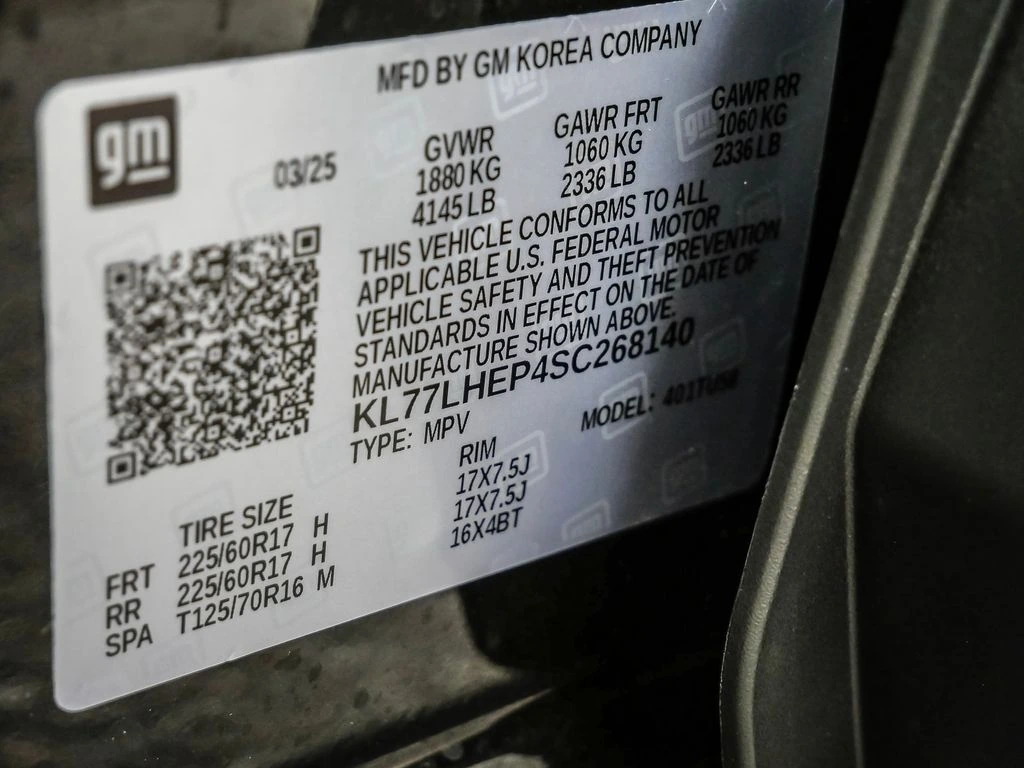 MFD BY GM KOREA COMPANY
gm
03/25
GVWR GAWR FRT GAWR RR
1880 KG 1060 KG 1060 KG
4145 LB 2336 LB 2336 LB
THIS VEHICLE CONFORMS TO ALL
APPLICABLE U.S. FEDERAL MOTOR
VEHICLE SAFETY AND THEFT PREVENTION
STANDARDS IN EFFECT ON THE DATE OF
MANUFACTURE SHOWN ABOVE.
KL77LHEP4SC268140
TYPE: MPV MODEL:
TIRE SIZE RIM
FRT 225/60R17 H 17X7.5J
RR 225/60R17 H 17X7.5J
SPA T125/70R16 M 16X4BT